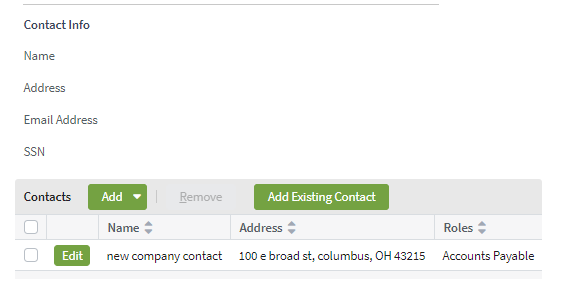 Contact Info
Name
Address
Email Address
SSN
Contacts Add Remove Add Existing Contact
Name Address Roles
Edit new company contact 100 e broad st, columbus, OH 43215 Accounts Payable